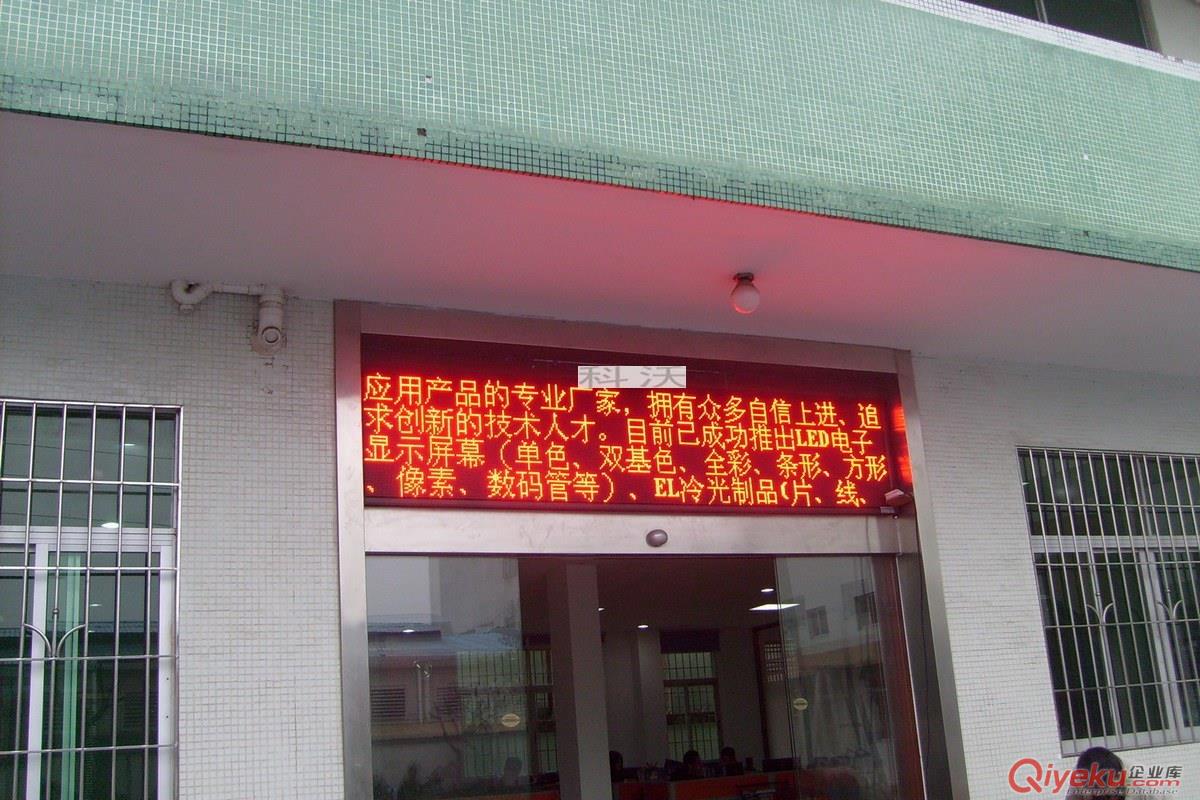 科沃
应用产品的专业厂家，拥有众多自信上进、追
求创新的技术人才。目前已成功推出LED电子
显示屏幕（单色、双基色、全彩、条形、方形
、像素、数码管等）、EL冷光制品(片、线、
Qiyeku企业库
Enterprise Database